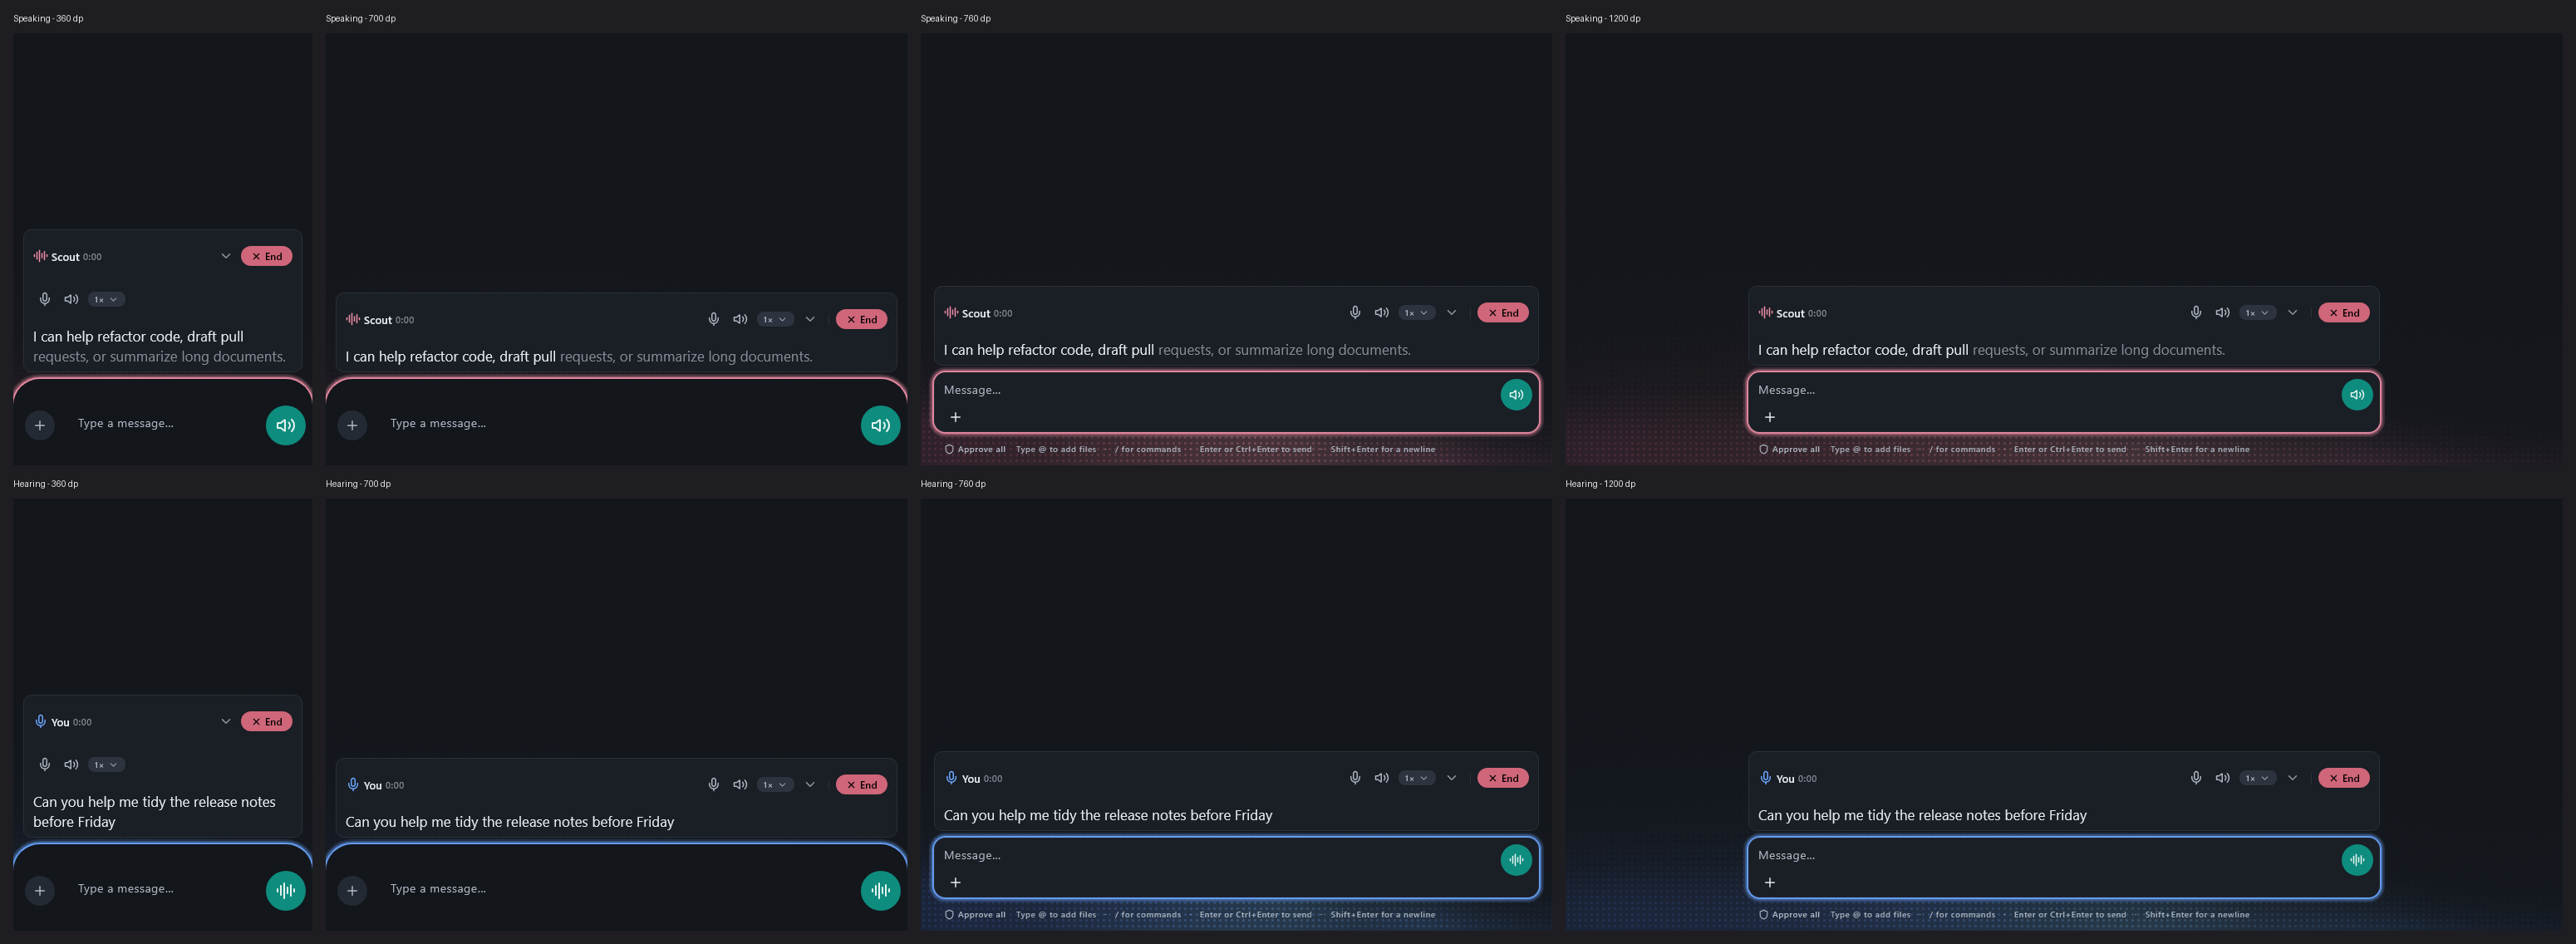 Speaking - 360 dp
Scout 0:00
End
1×
I can help refactor code, draft pull
requests, or summarize long documents.
Type a message...
Speaking - 700 dp
Scout 0:00
1×
End
I can help refactor code, draft pull requests, or summarize long documents.
Type a message...
Speaking - 760 dp
Scout 0:00
1×
End
I can help refactor code, draft pull requests, or summarize long documents.
Message...
Approve all · Type @ to add files · / for commands · Enter or Ctrl+Enter to send · Shift+Enter for a newline
Speaking - 1200 dp
Scout 0:00
1×
End
I can help refactor code, draft pull requests, or summarize long documents.
Message...
Approve all · Type @ to add files · / for commands · Enter or Ctrl+Enter to send · Shift+Enter for a newline
Hearing - 360 dp
You 0:00
End
1×
Can you help me tidy the release notes
before Friday
Type a message...
Hearing - 700 dp
You 0:00
1×
End
Can you help me tidy the release notes before Friday
Type a message...
Hearing - 760 dp
You 0:00
1×
End
Can you help me tidy the release notes before Friday
Message...
Approve all · Type @ to add files · / for commands · Enter or Ctrl+Enter to send · Shift+Enter for a newline
Hearing - 1200 dp
You 0:00
1×
End
Can you help me tidy the release notes before Friday
Message...
Approve all · Type @ to add files · / for commands · Enter or Ctrl+Enter to send · Shift+Enter for a newline